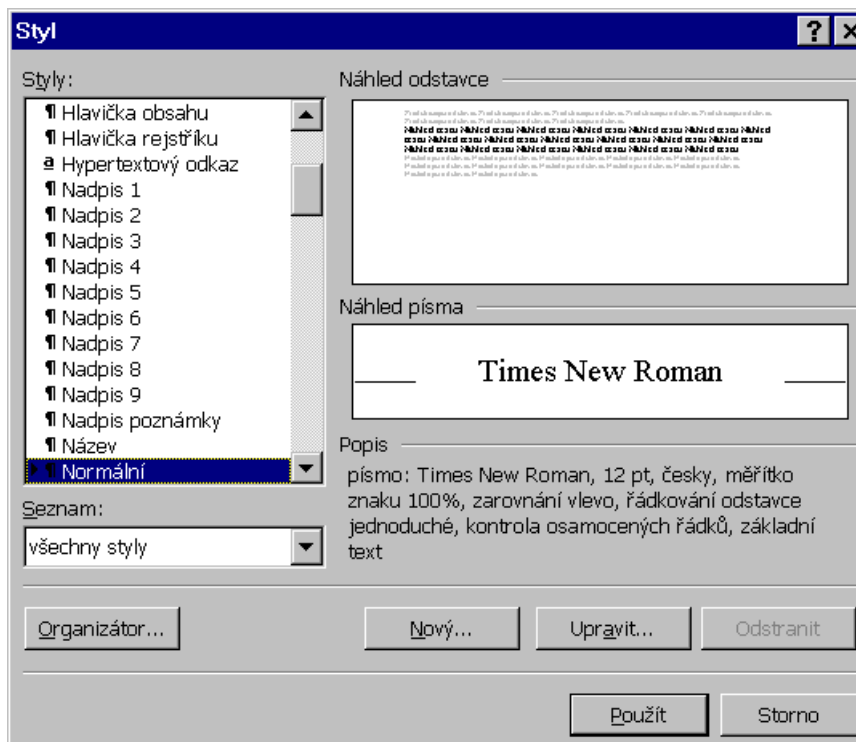 Styl
Styly:
¶ Hlavička obsahu
¶ Hlavička rejstříku
a Hypertextový odkaz
¶ Nadpis 1
¶ Nadpis 2
¶ Nadpis 3
¶ Nadpis 4
¶ Nadpis 5
¶ Nadpis 6
¶ Nadpis 7
¶ Nadpis 8
¶ Nadpis 9
¶ Nadpis poznámky
¶ Název
¶ Normální
Seznam:
všechny styly
Náhled odstavce
Náhled písma
Times New Roman
Popis
písmo: Times New Roman, 12 pt, česky, měřítko
znaku 100%, zarovnání vlevo, řádkování odstavce
jednoduché, kontrola osamocených řádků, základní
text
Organizátor...
Nový...
Upravit...
Odstranit
Použít
Storno